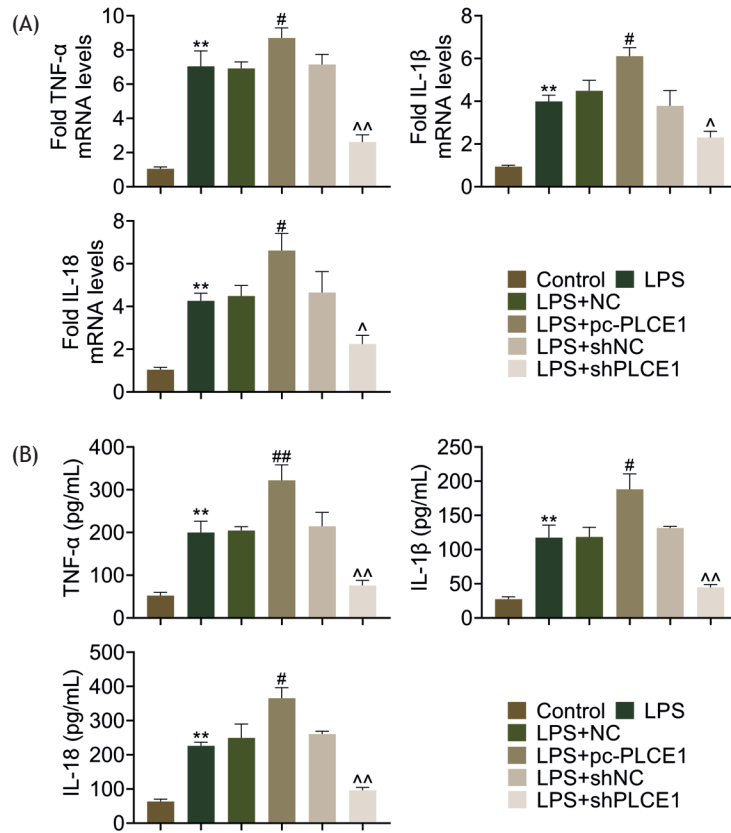 (A)
Fold TNF-α
mRNA levels
10
8
6
4
2
0
**
#
^^
Fold IL-1β
mRNA levels
8
6
4
2
0
**
#
^
Fold IL-18
mRNA levels
8
6
4
2
0
**
#
^
Control LPS
LPS+NC
LPS+pc-PLCE1
LPS+shNC
LPS+shPLCE1
(B)
TNF-α (pg/mL)
400
300
200
100
0
**
##
^^
IL-1β (pg/mL)
250
200
150
100
50
0
**
#
^^
IL-18 (pg/mL)
500
400
300
200
100
0
**
#
^^
Control LPS
LPS+NC
LPS+pc-PLCE1
LPS+shNC
LPS+shPLCE1